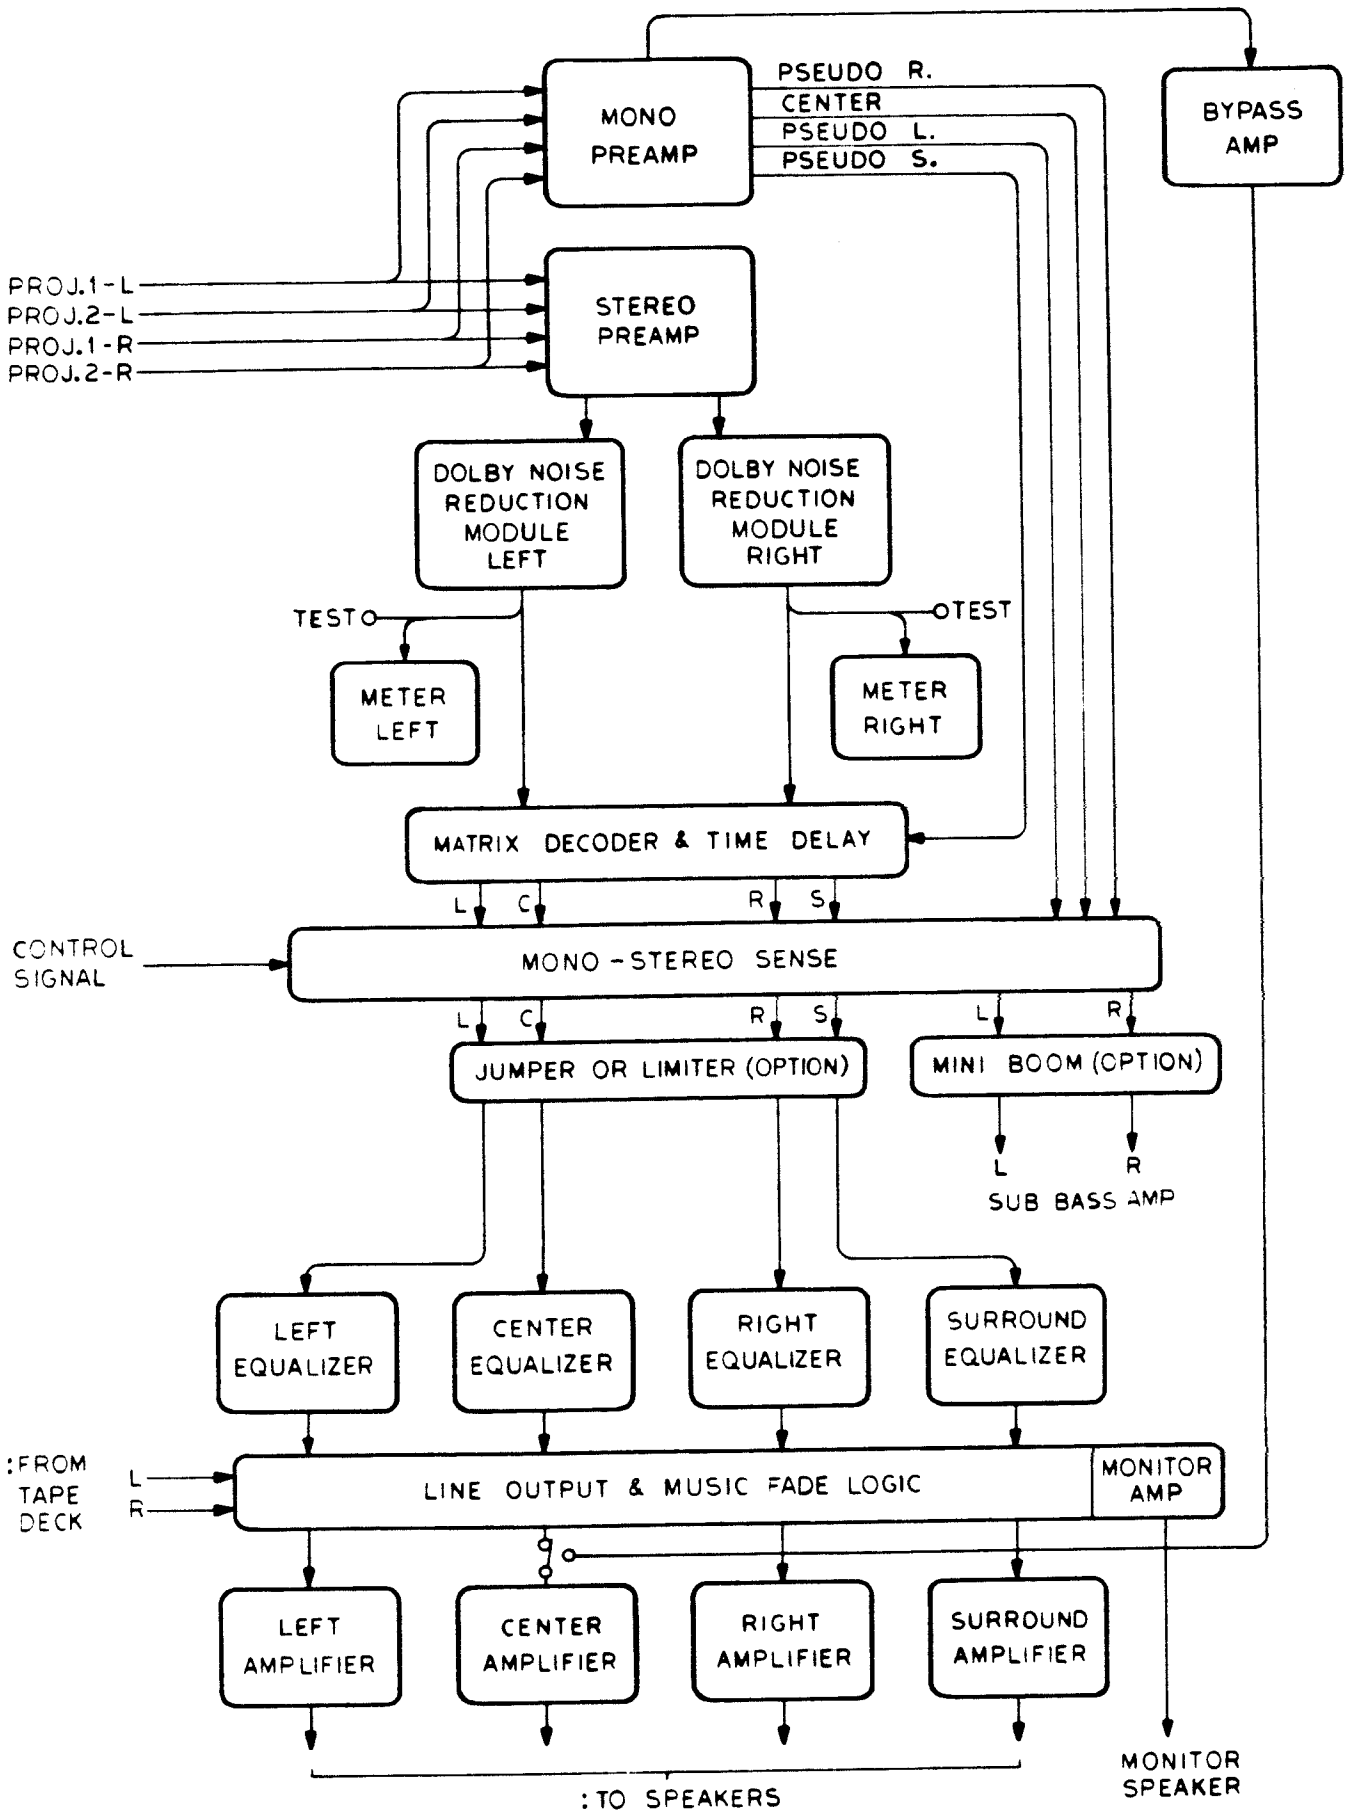 PSEUDO R.
CENTER
PSEUDO L.
PSEUDO S.
MONO
PREAMP
BYPASS
AMP
PROJ.1-L
PROJ.2-L
PROJ.1-R
PROJ.2-R
STEREO
PREAMP
DOLBY NOISE
REDUCTION
MODULE
LEFT
DOLBY NOISE
REDUCTION
MODULE
RIGHT
TEST
TEST
METER
LEFT
METER
RIGHT
MATRIX DECODER & TIME DELAY
L C R S
CONTROL
SIGNAL
MONO-STEREO SENSE
L C R S L R
JUMPER OR LIMITER (OPTION)
MINI BOOM (OPTION)
L R
SUB BASS AMP
LEFT
EQUALIZER
CENTER
EQUALIZER
RIGHT
EQUALIZER
SURROUND
EQUALIZER
:FROM
TAPE
DECK
L
R
LINE OUTPUT & MUSIC FADE LOGIC
MONITOR
AMP
LEFT
AMPLIFIER
CENTER
AMPLIFIER
RIGHT
AMPLIFIER
SURROUND
AMPLIFIER
:TO SPEAKERS
MONITOR
SPEAKER